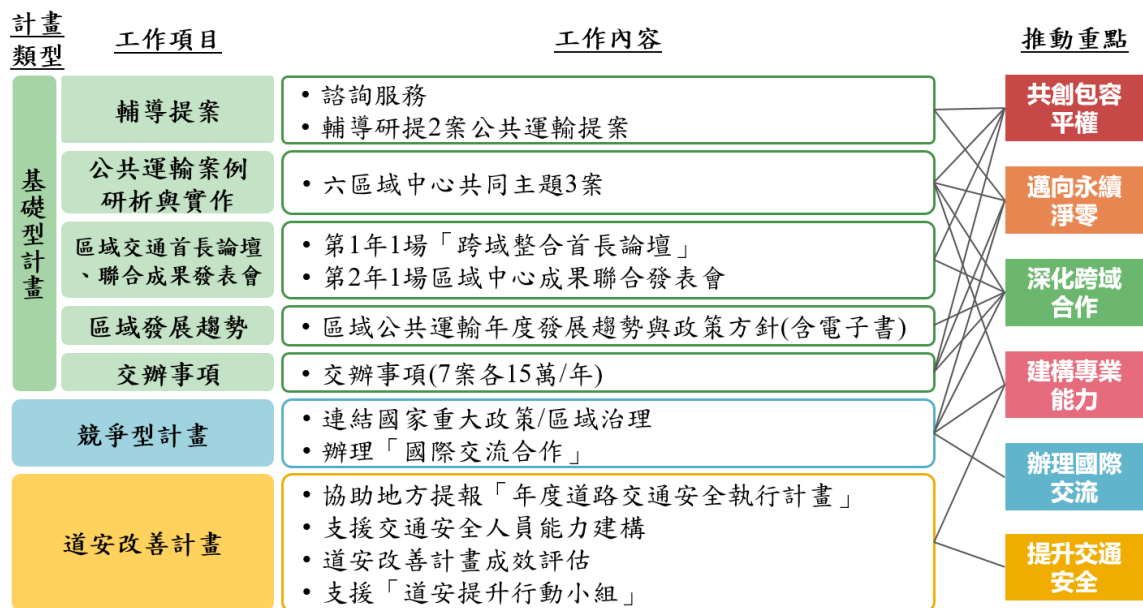 計畫
類型
工作項目
工作內容
推動重點
基礎型計畫
輔導提案
• 諮詢服務
• 輔導研提2案公共運輸提案
公共運輸案例
研析與實作
• 六區域中心共同主題3案
區域交通首長論壇
、聯合成果發表會
• 第1年1場「跨域整合首長論壇」
• 第2年1場區域中心成果聯合發表會
區域發展趨勢
• 區域公共運輸年度發展趨勢與政策方針(含電子書)
交辦事項
• 交辦事項(7案各15萬/年)
競爭型計畫
• 連結國家重大政策/區域治理
• 辦理「國際交流合作」
道安改善計畫
• 協助地方提報「年度道路交通安全執行計畫」
• 支援交通安全人員能力建構
• 道安改善計畫成效評估
• 支援「道安提升行動小組」
共創包容
平權
邁向永續
淨零
深化跨域
合作
建構專業
能力
辦理國際
交流
提升交通
安全